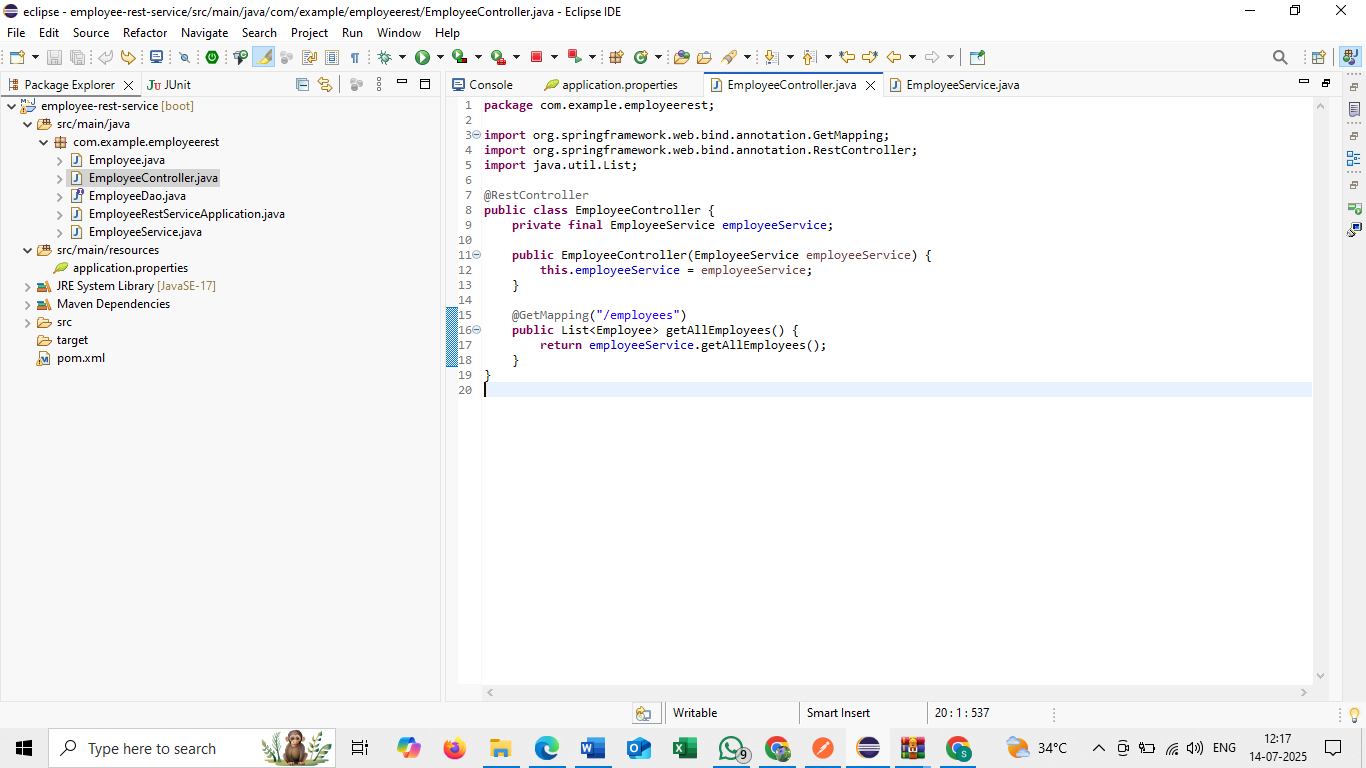 eclipse - employee-rest-service/src/main/java/com/example/employeerest/EmployeeController.java - Eclipse IDE
File Edit Source Refactor Navigate Search Project Run Window Help
Package Explorer JUnit
Console application.properties EmployeeController.java EmployeeService.java
employee-rest-service [boot]
src/main/java
com.example.employeerest
Employee.java
EmployeeController.java
EmployeeDao.java
EmployeeRestServiceApplication.java
EmployeeService.java
src/main/resources
application.properties
JRE System Library [JavaSE-17]
Maven Dependencies
src
target
pom.xml
1 package com.example.employeerest;
2
3 import org.springframework.web.bind.annotation.GetMapping;
4 import org.springframework.web.bind.annotation.RestController;
5 import java.util.List;
6
7 @RestController
8 public class EmployeeController {
9 private final EmployeeService employeeService;
10
11 public EmployeeController(EmployeeService employeeService) {
12 this.employeeService = employeeService;
13 }
14
15 @GetMapping("/employees")
16 public List<Employee> getAllEmployees() {
17 return employeeService.getAllEmployees();
18 }
19 }
20
Writable Smart Insert 20 : 1 : 537
Type here to search
9
34°C
ENG
12:17
14-07-2025